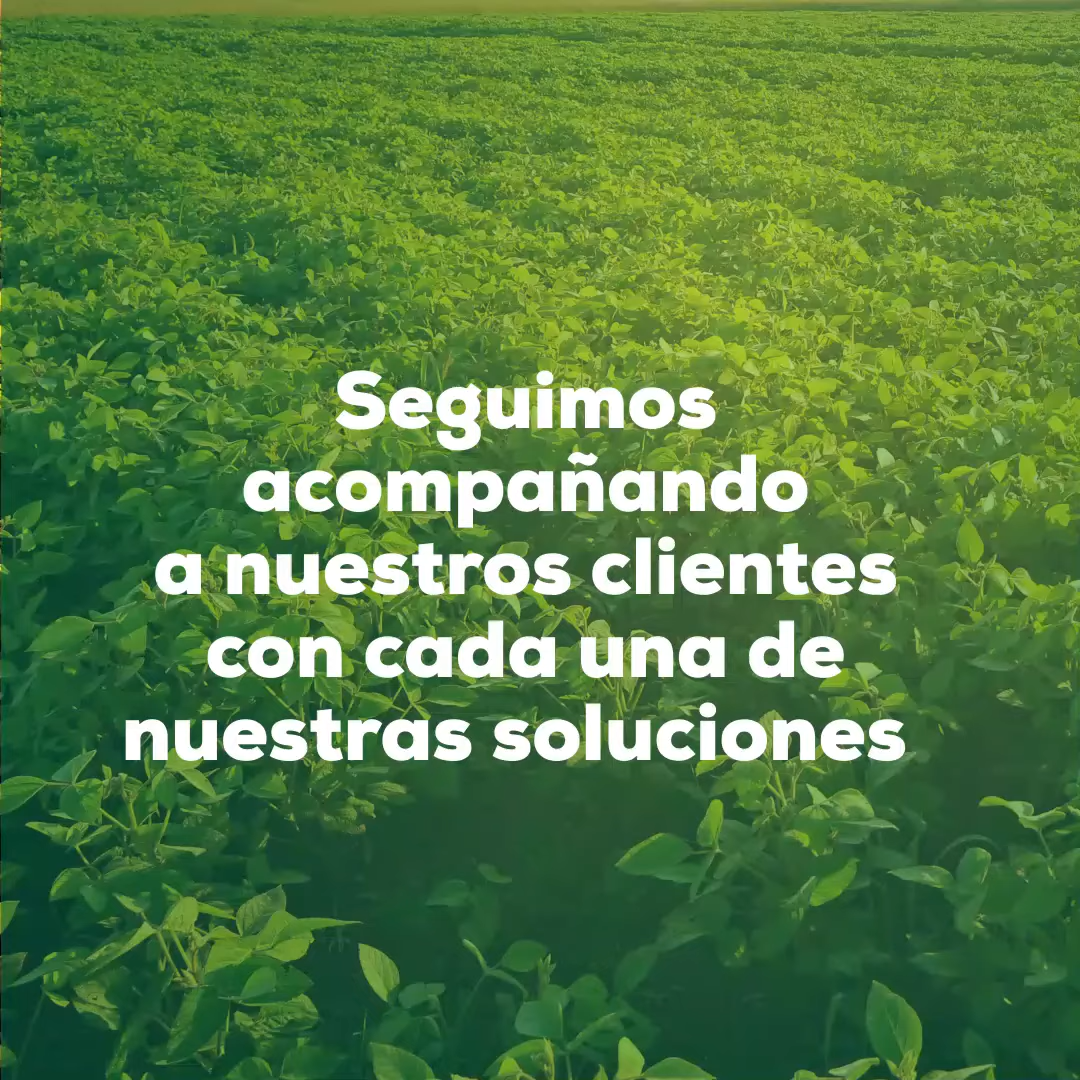 Seguimos
acompañando
a nuestros clientes
con cada una de
nuestras soluciones